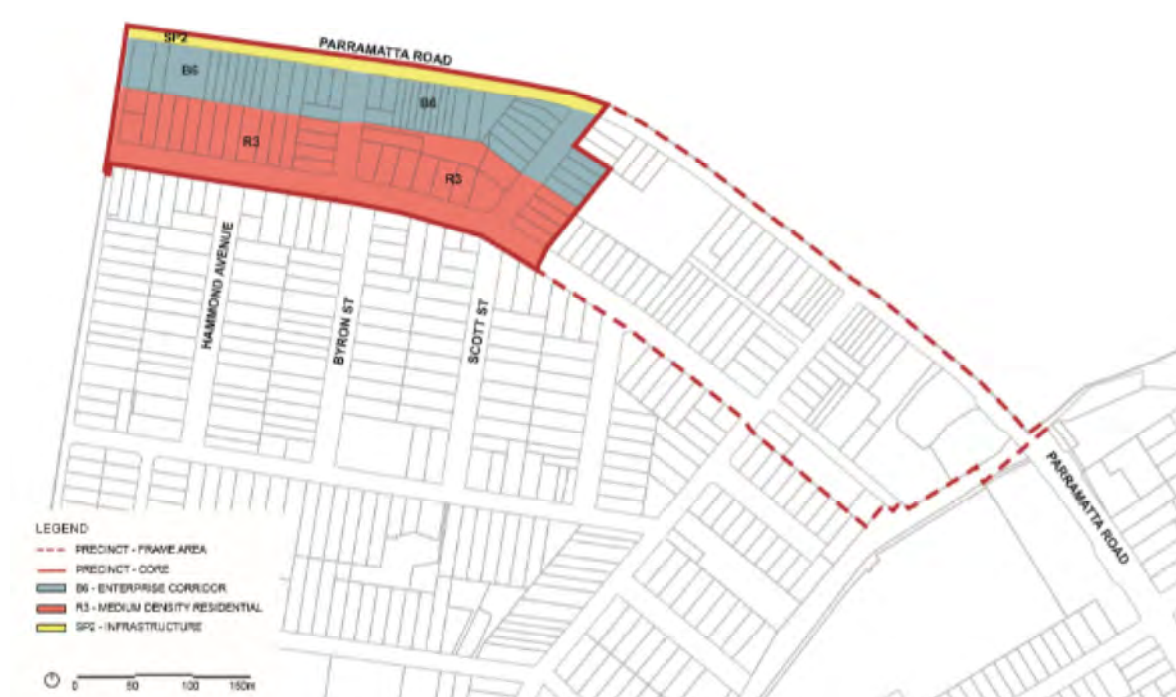 SP2
PARRAMATTA ROAD
B6
B6
R3
R3
HAMMOND AVENUE
BYRON ST
SCOTT ST
PARRAMATTA ROAD
LEGEND
PRECINCT - FRAME AREA
PRECINCT - CORE
B6 - ENTERPRISE CORRIDOR
R3 - MEDIUM DENSITY RESIDENTIAL
SP2 - INFRASTRUCTURE
0 50 100 150m